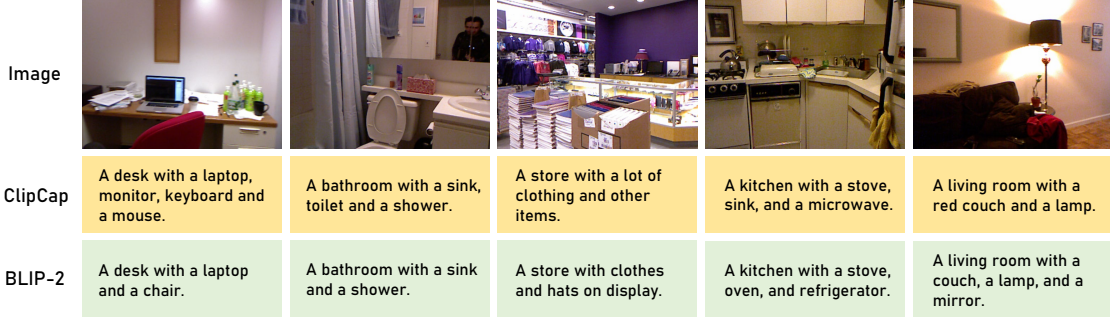 Image
ClipCap
A desk with a laptop,
monitor, keyboard and
a mouse.
A bathroom with a sink,
toilet and a shower.
A store with a lot of
clothing and other
items.
A kitchen with a stove,
sink, and a microwave.
A living room with a
red couch and a lamp.
BLIP-2
A desk with a laptop
and a chair.
A bathroom with a sink
and a shower.
A store with clothes
and hats on display.
A kitchen with a stove,
oven, and refrigerator.
A living room with a
couch, a lamp, and a
mirror.